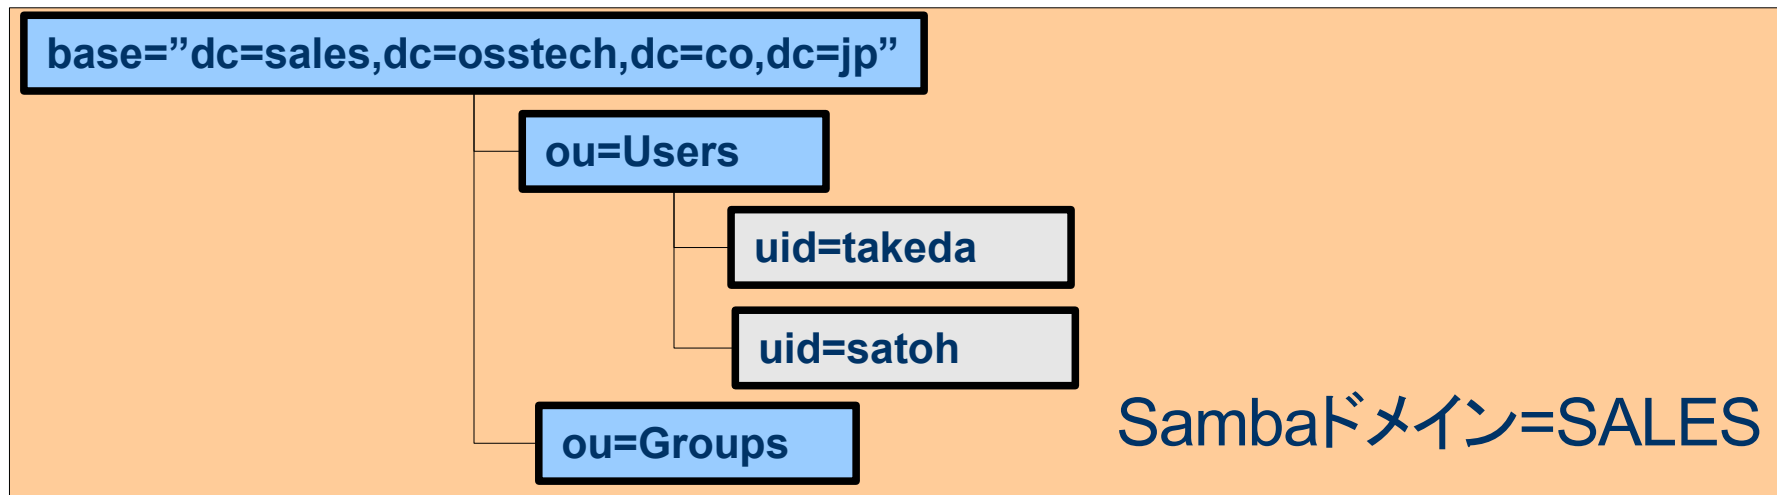 base=”dc=sales,dc=osstech,dc=co,dc=jp”
ou=Users
uid=takeda
uid=satoh
ou=Groups
Sambaドメイン=SALES